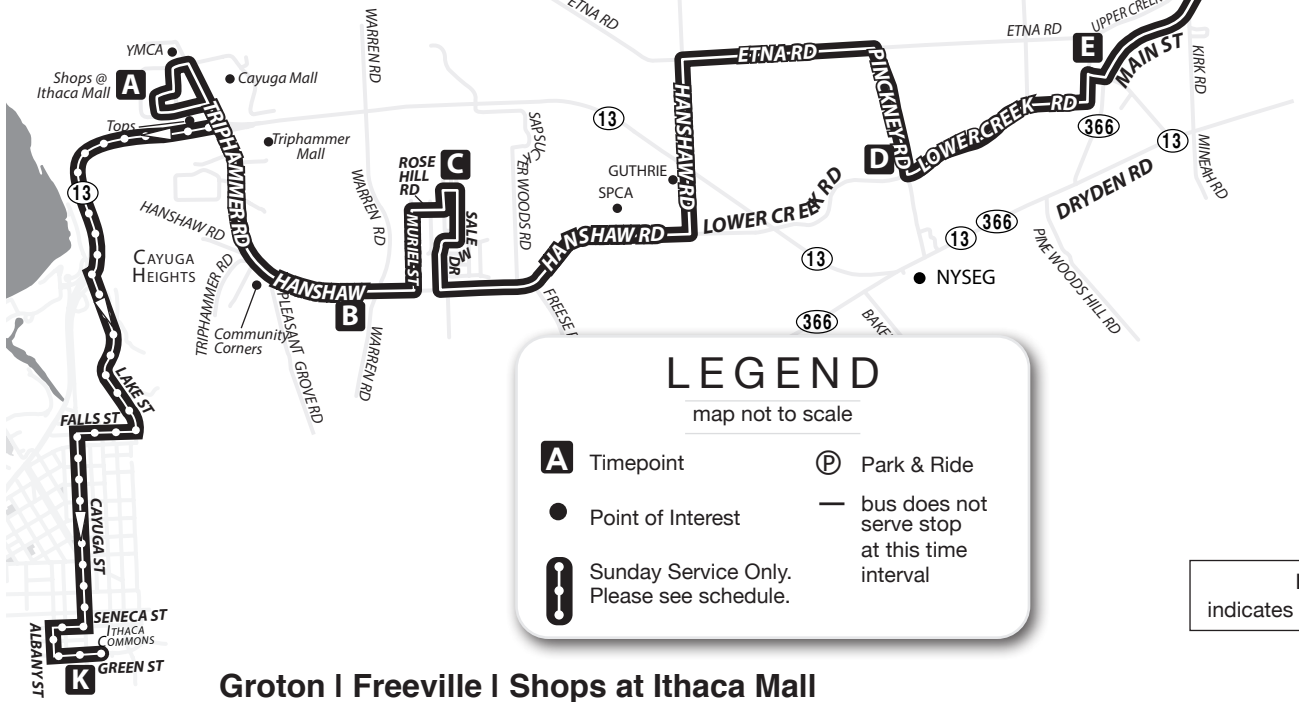 ETNA RD
WARREN RD
YMCA
Shops @
Ithaca Mall
A
Cayuga Mall
Tops
Triphammer
Mall
TRIPHAMMER RD
13
HANSHAW RD
CAYUGA
HEIGHTS
TRIPHAMMER RD
Community
Corners
PLEASANT GROVE RD
HANSHAW
B
WARREN RD
WARREN RD
ROSE
HILL
RD
C
MURIEL ST
SALEW
DR
SAPSUCKER WOODS RD
HANSHAW RD
FREESE
13
GUTHRIE
SPCA
HANSHAW RD
ETNA RD
PINCKNEY RD
D
LOWER CREEK RD
LOWER CREEK RD
ETNA RD
E
UPPER CREEK
MAIN ST
KIRK RD
366
13
MINEAH RD
DRYDEN RD
366
13
13
PINE WOODS HILL RD
NYSEG
366
BAKE
LAKE ST
FALLS ST
CAYUGA ST
SENECA ST
ITHACA
COMMONS
ALBANY ST
GREEN ST
K
LEGEND
map not to scale
A Timepoint
Point of Interest
Sunday Service Only.
Please see schedule.
P Park & Ride
— bus does not
serve stop
at this time
interval
indicates
Groton | Freeville | Shops at Ithaca Mall